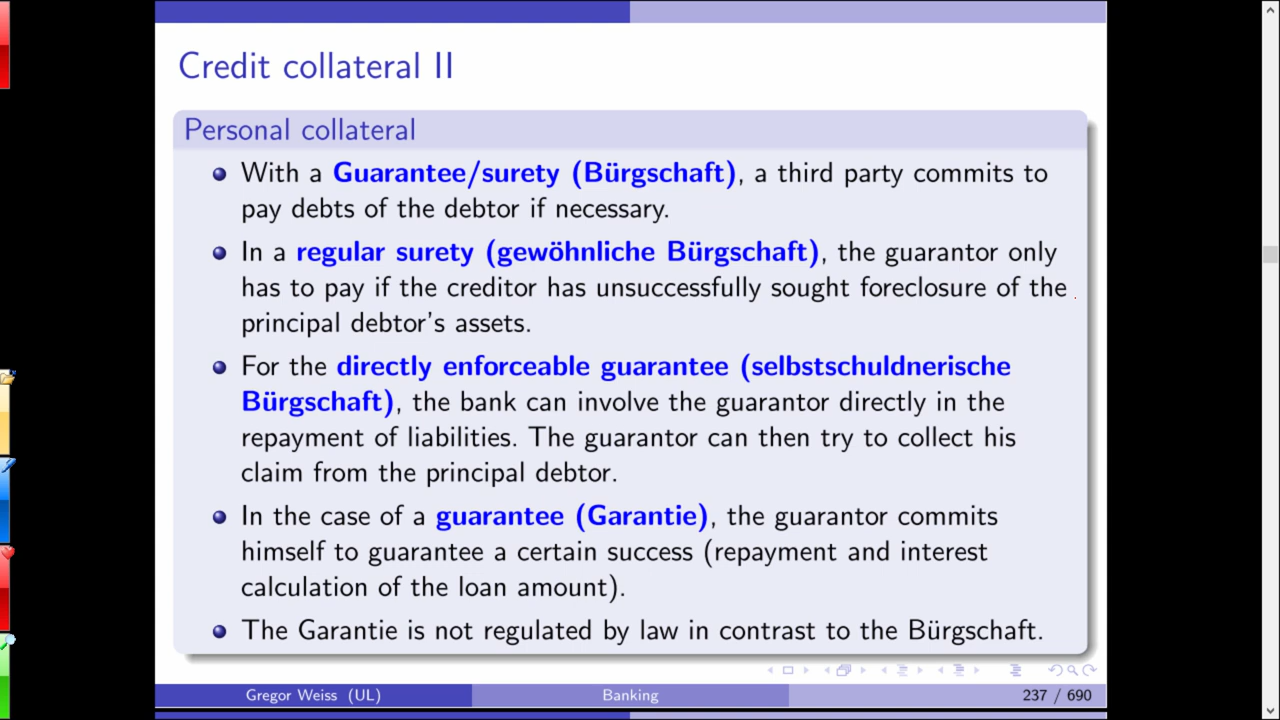 Credit collateral II
Personal collateral
With a Guarantee/surety (Bürgschaft), a third party commits to
pay debts of the debtor if necessary.
In a regular surety (gewöhnliche Bürgschaft), the guarantor only
has to pay if the creditor has unsuccessfully sought foreclosure of the
principal debtor's assets.
For the directly enforceable guarantee (selbstschuldnerische
Bürgschaft), the bank can involve the guarantor directly in the
repayment of liabilities. The guarantor can then try to collect his
claim from the principal debtor.
In the case of a guarantee (Garantie), the guarantor commits
himself to guarantee a certain success (repayment and interest
calculation of the loan amount).
The Garantie is not regulated by law in contrast to the Bürgschaft.
Gregor Weiss (UL) Banking 237 / 690